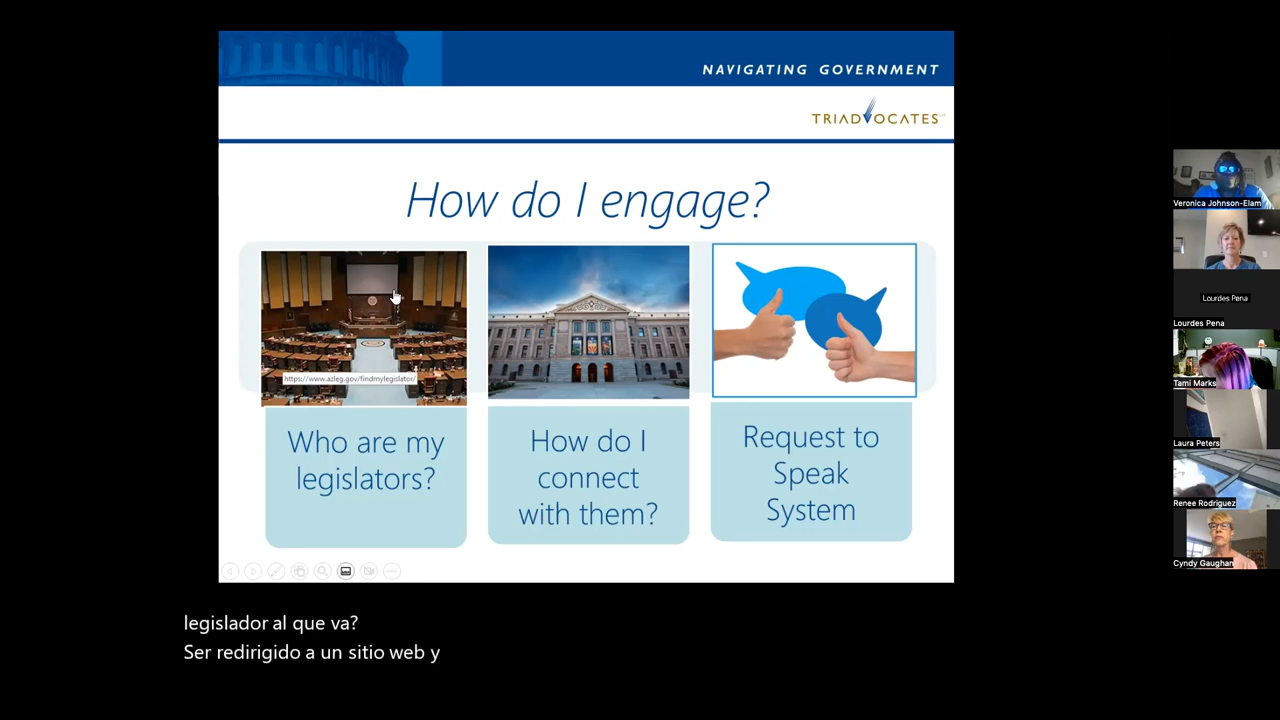 NAVIGATING GOVERNMENT
TRIADVOCATES
How do I engage?
https://www.azleg.gov/findmylegislator/
Who are my
legislators?
How do I
connect
with them?
Request to
Speak
System
Veronica Johnson-Elam
Lourdes Pena
Lourdes Pena
Tami Marks
Laura Peters
Renee Rodriguez
Cyndy Gaughan
legislador al que va?
Ser redirigido a un sitio web y